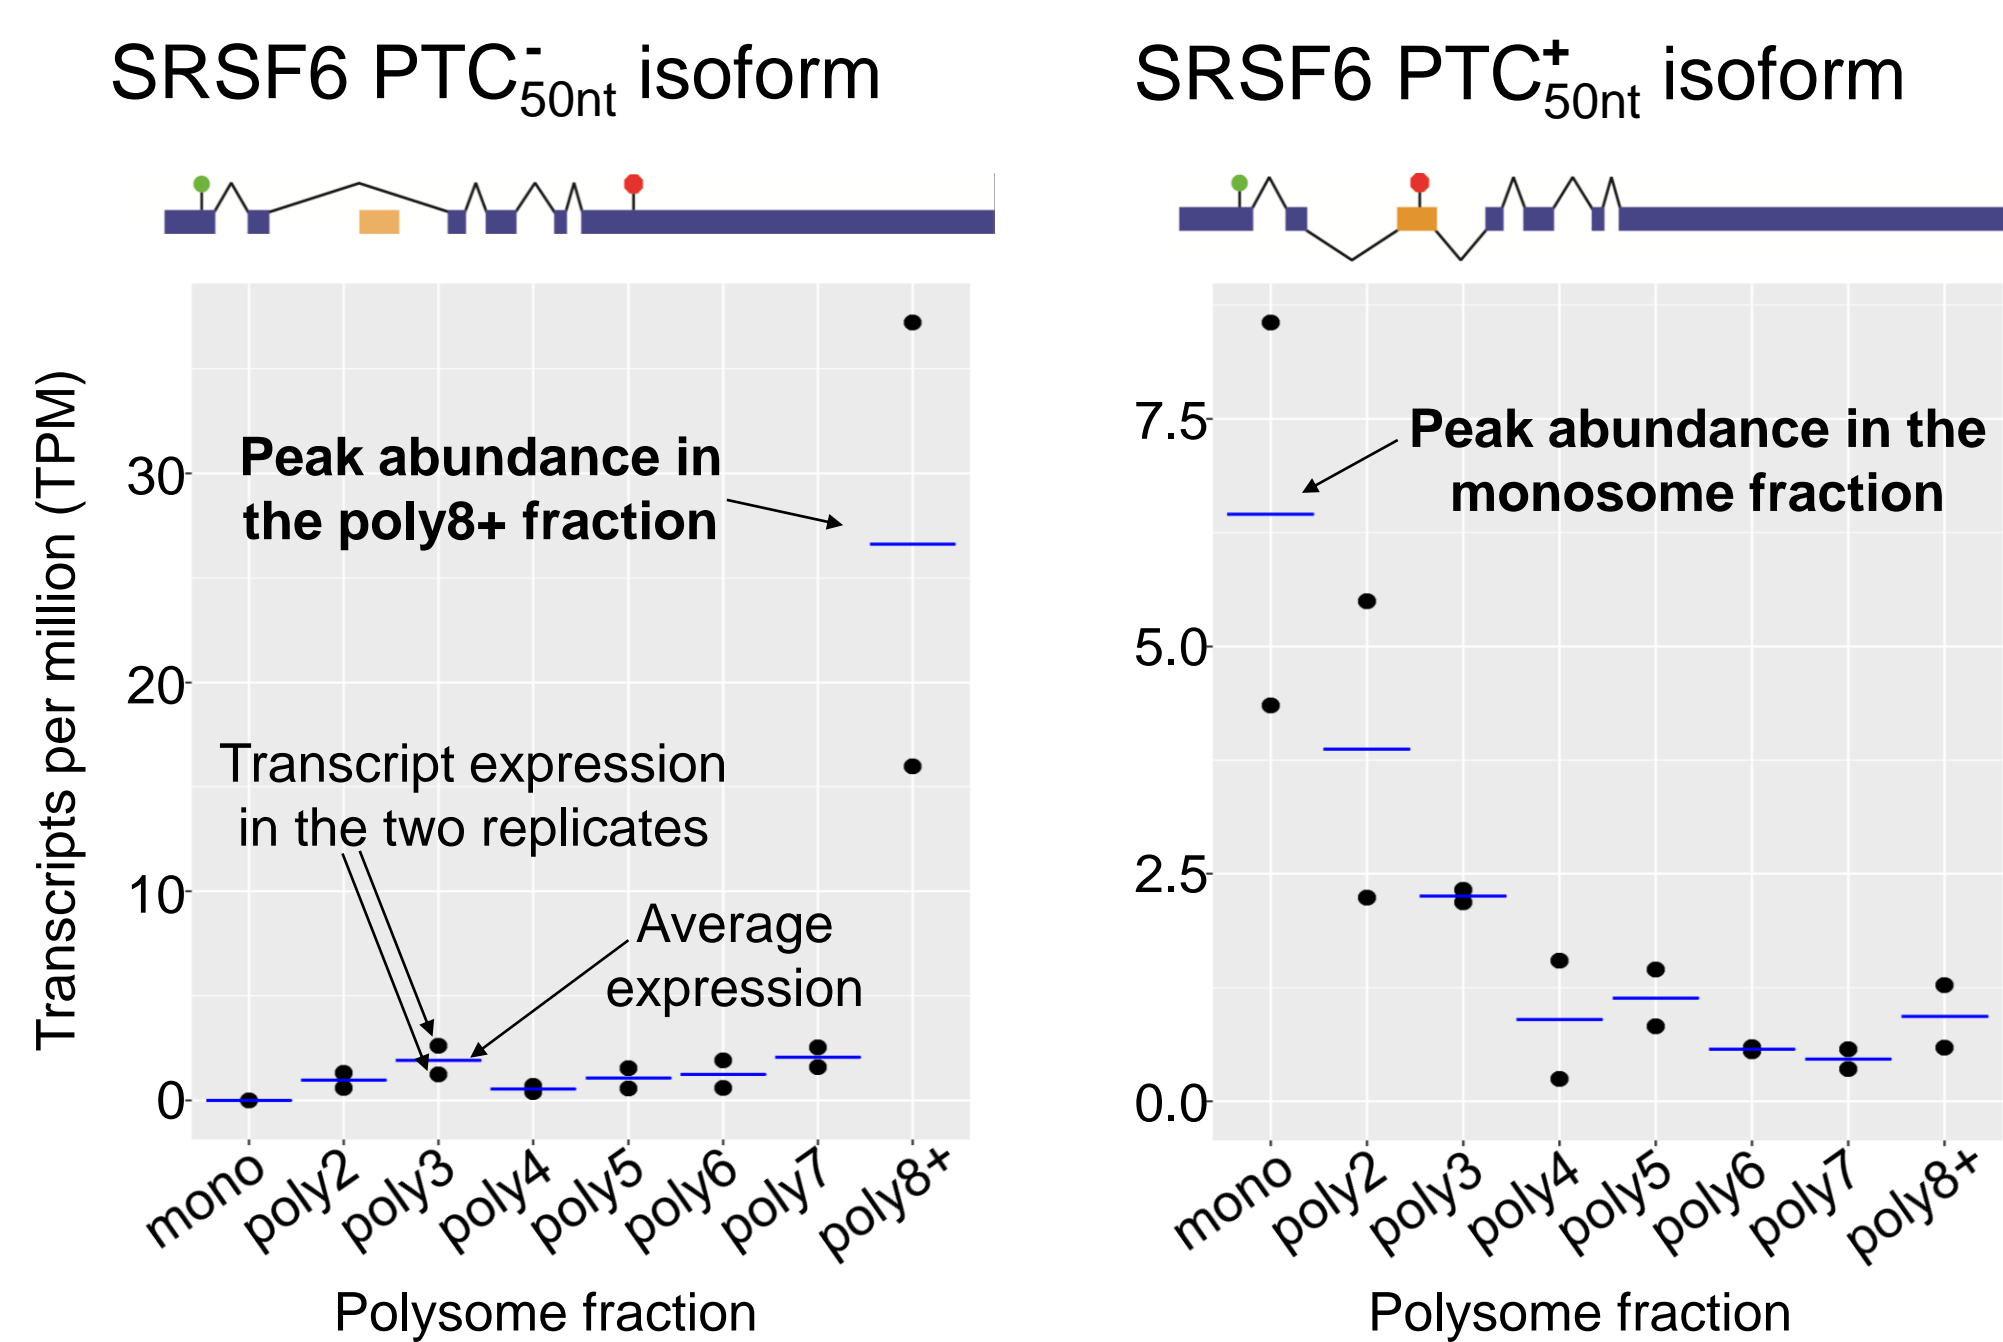 SRSF6 PTC-50nt isoform
SRSF6 PTC+50nt isoform
Transcripts per million (TPM)
30
20
10
0
Peak abundance in
the poly8+ fraction
Transcript expression
in the two replicates
Average
expression
mono
poly2
poly3
poly4
poly5
poly6
poly7
poly8+
Polysome fraction
7.5
5.0
2.5
0.0
Peak abundance in the
monosome fraction
mono
poly2
poly3
poly4
poly5
poly6
poly7
poly8+
Polysome fraction